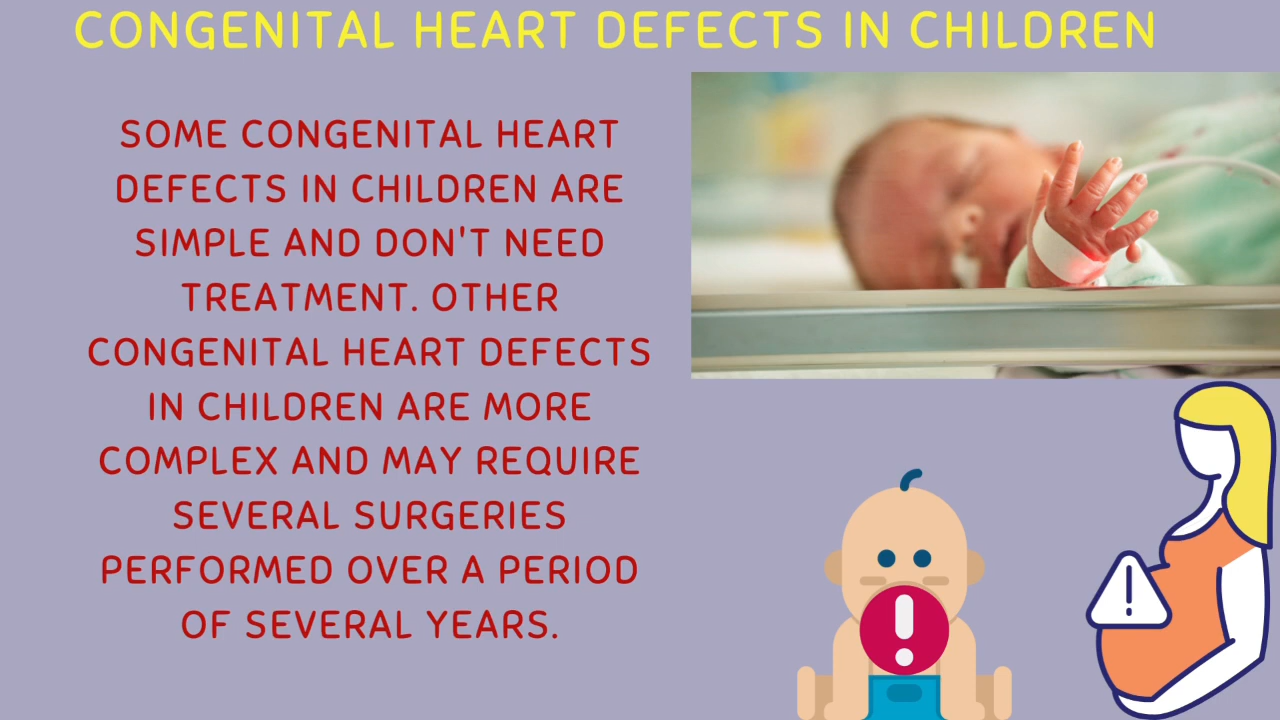 CONGENITAL HEART DEFECTS IN CHILDREN
SOME CONGENITAL HEART
DEFECTS IN CHILDREN ARE
SIMPLE AND DON'T NEED
TREATMENT. OTHER
CONGENITAL HEART DEFECTS
IN CHILDREN ARE MORE
COMPLEX AND MAY REQUIRE
SEVERAL SURGERIES
PERFORMED OVER A PERIOD
OF SEVERAL YEARS.